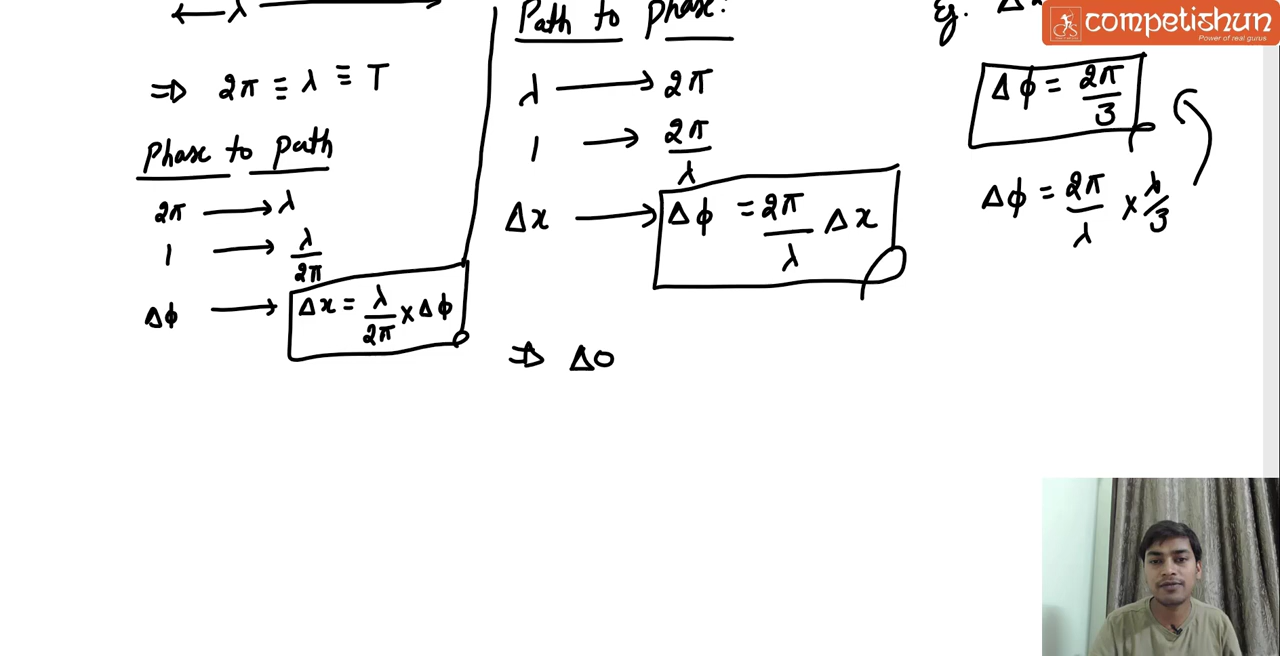 λ
⇒ 2π ≡ λ ≡ T
Phase to path
2π → λ
1 → λ/2π
Δϕ → Δx = λ/2π × Δϕ
Path to phase:
λ → 2π
1 → 2π/λ
Δx → Δϕ = 2π/λ Δx
⇒ Δ0
Eg.
Δϕ = 2π/3
Δϕ = 2π/λ × λ/3
competishun
Power of real gurus